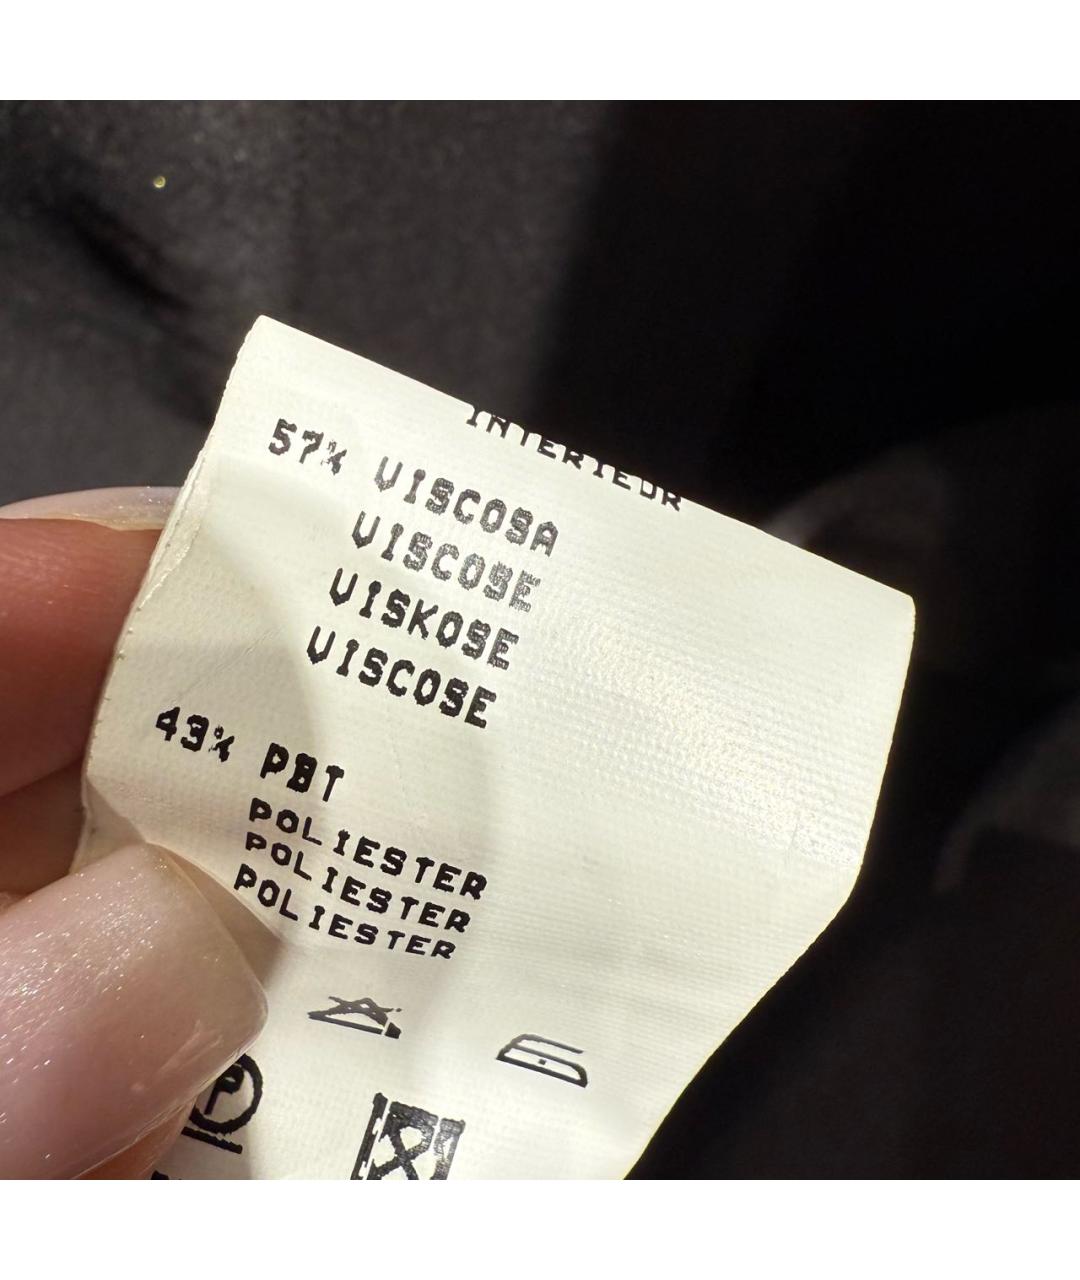 INTERIEUR
57% VISCOSA
VISCOSE
VISKOSE
VISCOSE
43% PBT
POLIESTER
POLIESTER
POLIESTER
P